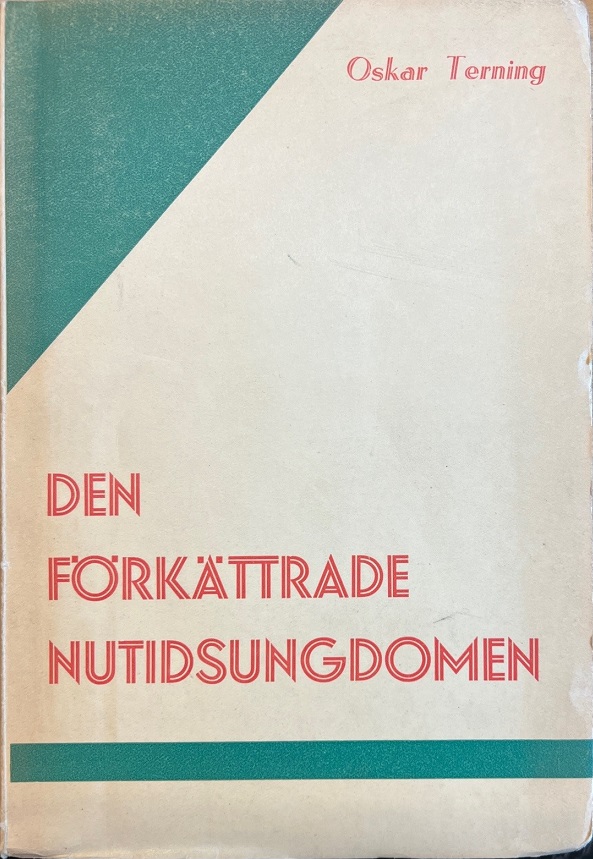 Oskar Terning
DEN
FÖRKÄTTRADE
NUTIDSUNGDOMEN